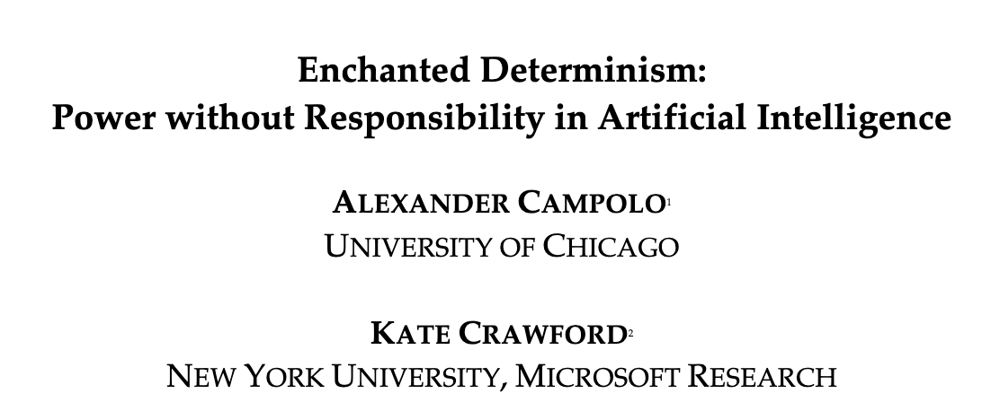 Enchanted Determinism:
Power without Responsibility in Artificial Intelligence
ALEXANDER CAMPOLO1
UNIVERSITY OF CHICAGO
KATE CRAWFORD2
NEW YORK UNIVERSITY, MICROSOFT RESEARCH